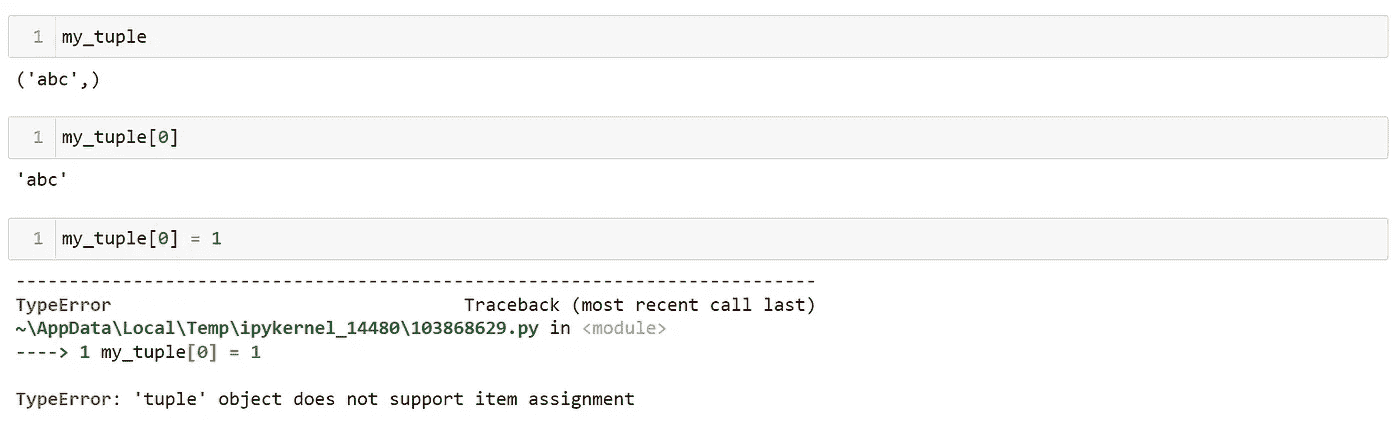 1 my_tuple
('abc',)
1 my_tuple[0]
'abc'
1 my_tuple[0] = 1
---------------------------------------------------------------------------
TypeError                                 Traceback (most recent call last)
~\AppData\Local\Temp\ipykernel_14480\103868629.py in <module>
----> 1 my_tuple[0] = 1
TypeError: 'tuple' object does not support item assignment